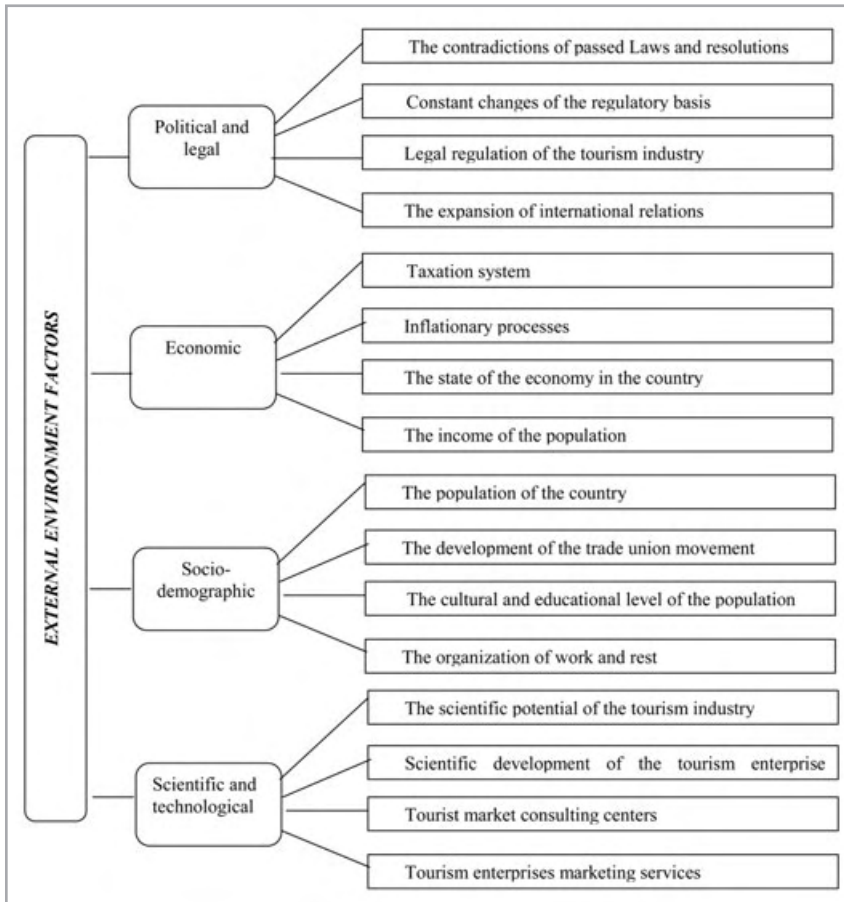 EXTERNAL ENVIRONMENT FACTORS
Political and
legal
The contradictions of passed Laws and resolutions
Constant changes of the regulatory basis
Legal regulation of the tourism industry
The expansion of international relations
Economic
Taxation system
Inflationary processes
The state of the economy in the country
The income of the population
Socio-
demographic
The population of the country
The development of the trade union movement
The cultural and educational level of the population
The organization of work and rest
Scientific and
technological
The scientific potential of the tourism industry
Scientific development of the tourism enterprise
Tourist market consulting centers
Tourism enterprises marketing services